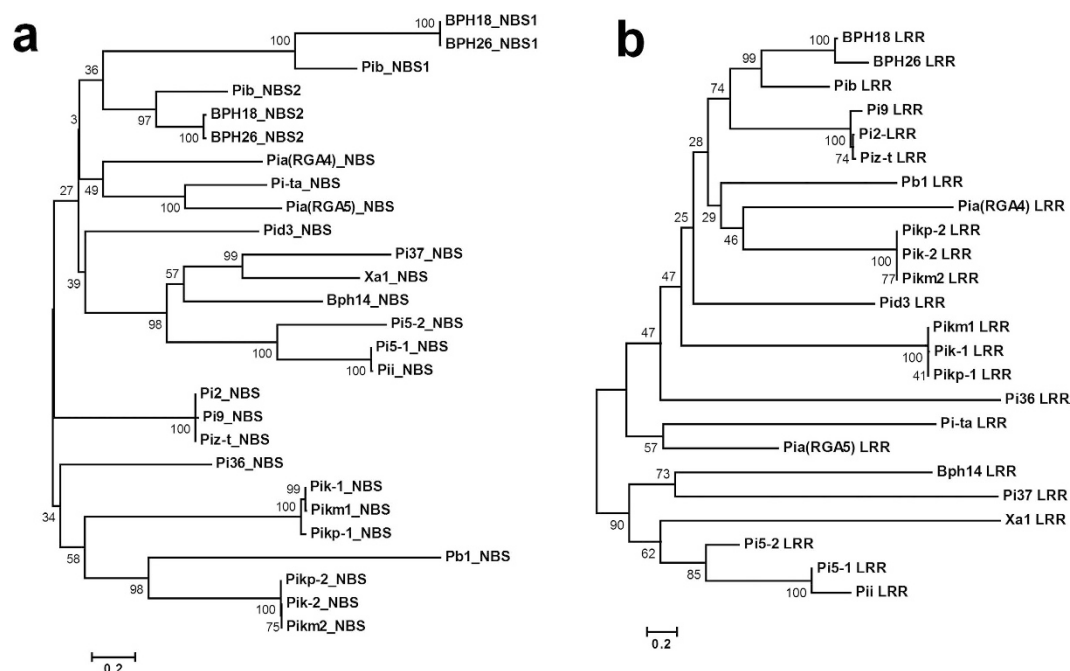 a
100
BPH18_NBS1
BPH26_NBS1
100
Pib_NBS1
36
Pib_NBS2
97
BPH18_NBS2
100
BPH26_NBS2
3
Pia(RGA4)_NBS
49
Pi-ta_NBS
100
Pia(RGA5)_NBS
27
Pid3_NBS
39
99
Pi37_NBS
57
Xa1_NBS
Bph14_NBS
98
Pi5-2_NBS
100
Pi5-1_NBS
100
Pii_NBS
Pi2_NBS
Pi9_NBS
100
Piz-t_NBS
Pi36_NBS
34
99
Pik-1_NBS
100
Pikm1_NBS
Pikp-1_NBS
58
Pb1_NBS
98
Pikp-2_NBS
100
Pik-2_NBS
75
Pikm2_NBS
0.2
b
100
BPH18 LRR
99
BPH26 LRR
74
Pib LRR
Pi9 LRR
100
Pi2-LRR
74
Piz-t LRR
28
Pb1 LRR
29
Pia(RGA4) LRR
46
Pikp-2 LRR
100
Pik-2 LRR
77
Pikm2 LRR
25
Pid3 LRR
47
Pikm1 LRR
100
Pik-1 LRR
41
Pikp-1 LRR
47
Pi36 LRR
Pi-ta LRR
57
Pia(RGA5) LRR
73
Bph14 LRR
Pi37 LRR
90
Xa1 LRR
62
Pi5-2 LRR
85
Pi5-1 LRR
100
Pii LRR
0.2